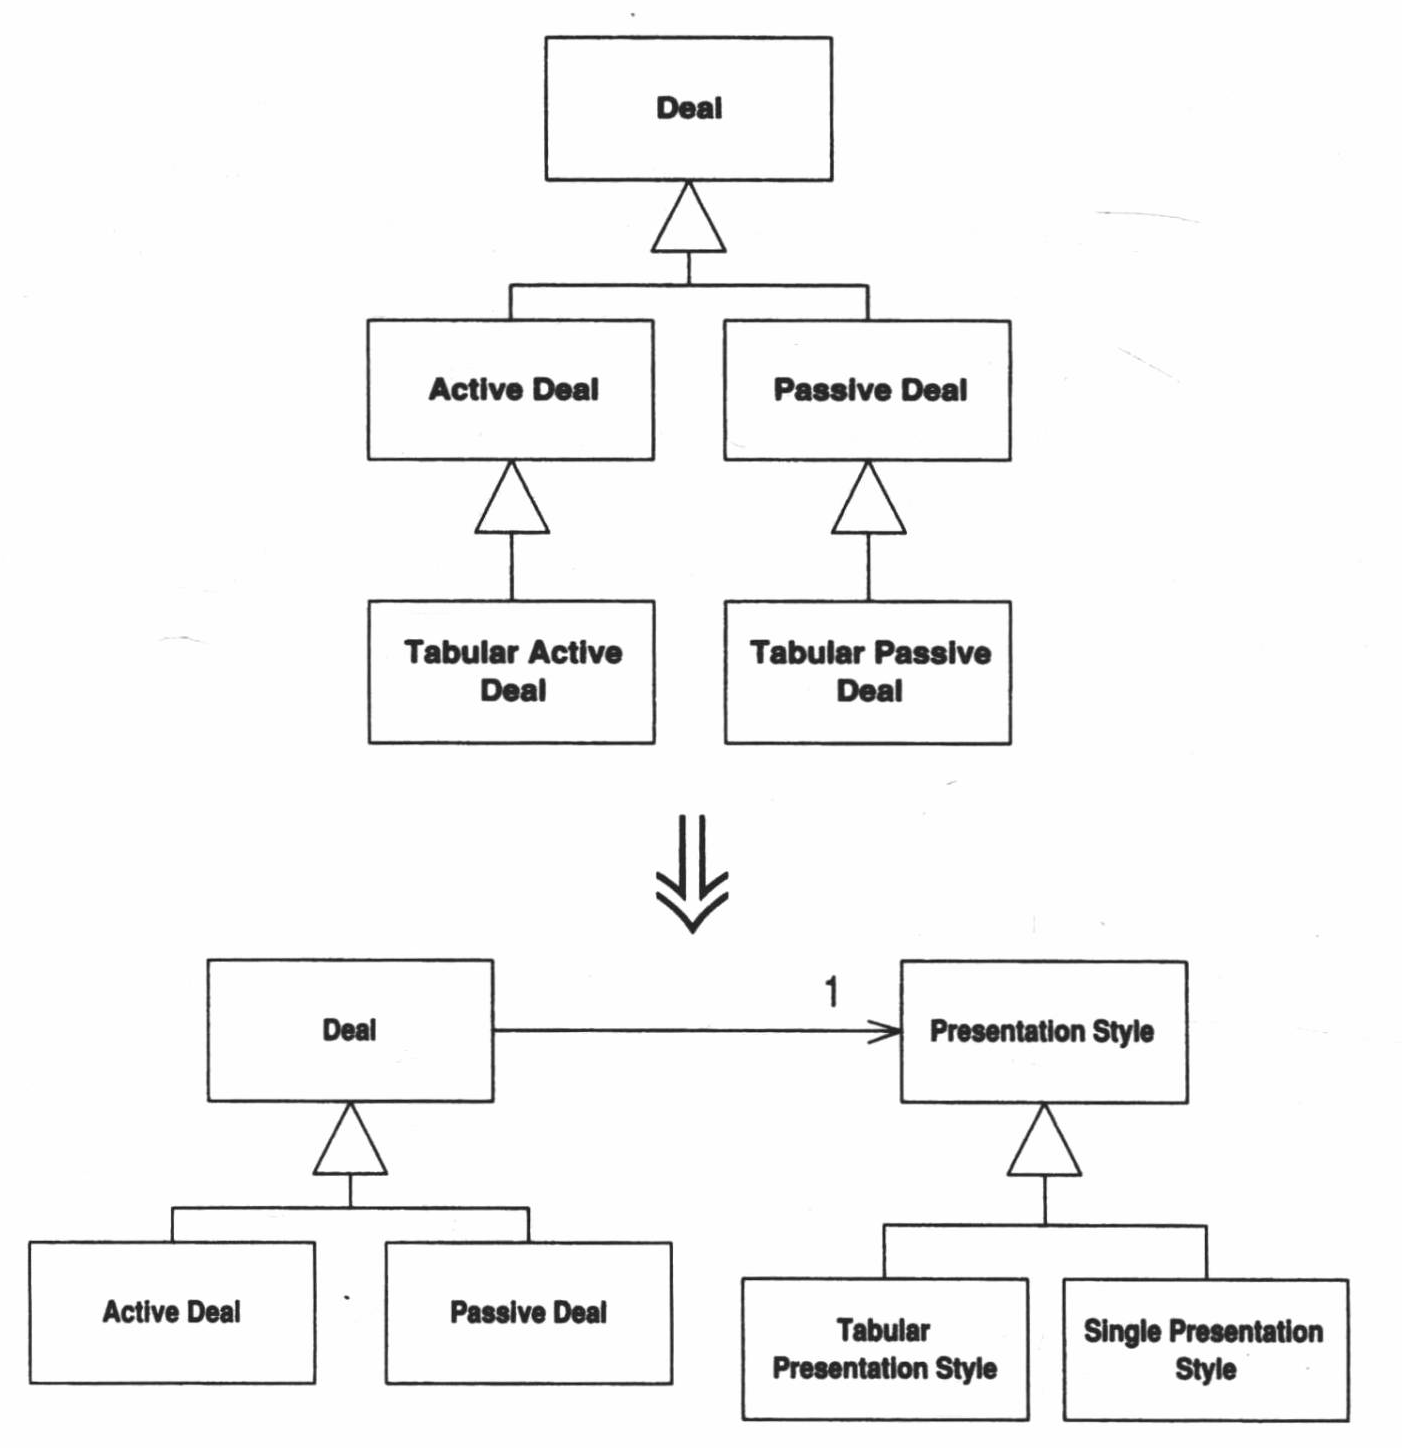 Deal
Active Deal
Passive Deal
Tabular Active
Deal
Tabular Passive
Deal
Deal
1
Presentation Style
Active Deal
Passive Deal
Tabular
Presentation Style
Single Presentation
Style